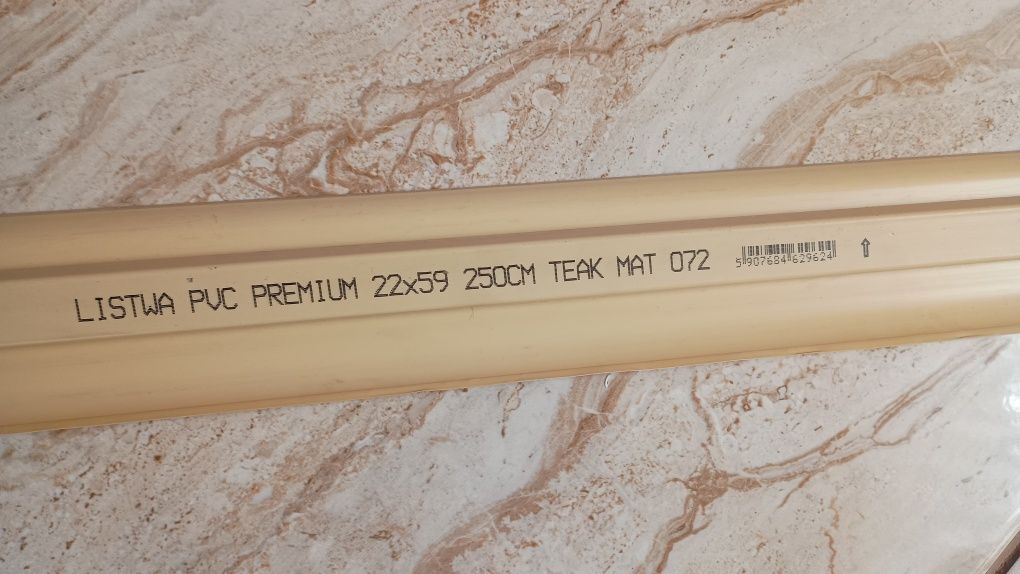 LISTWA PVC PREMIUM 22x59 250CM TEAK MAT 072 5907684629624